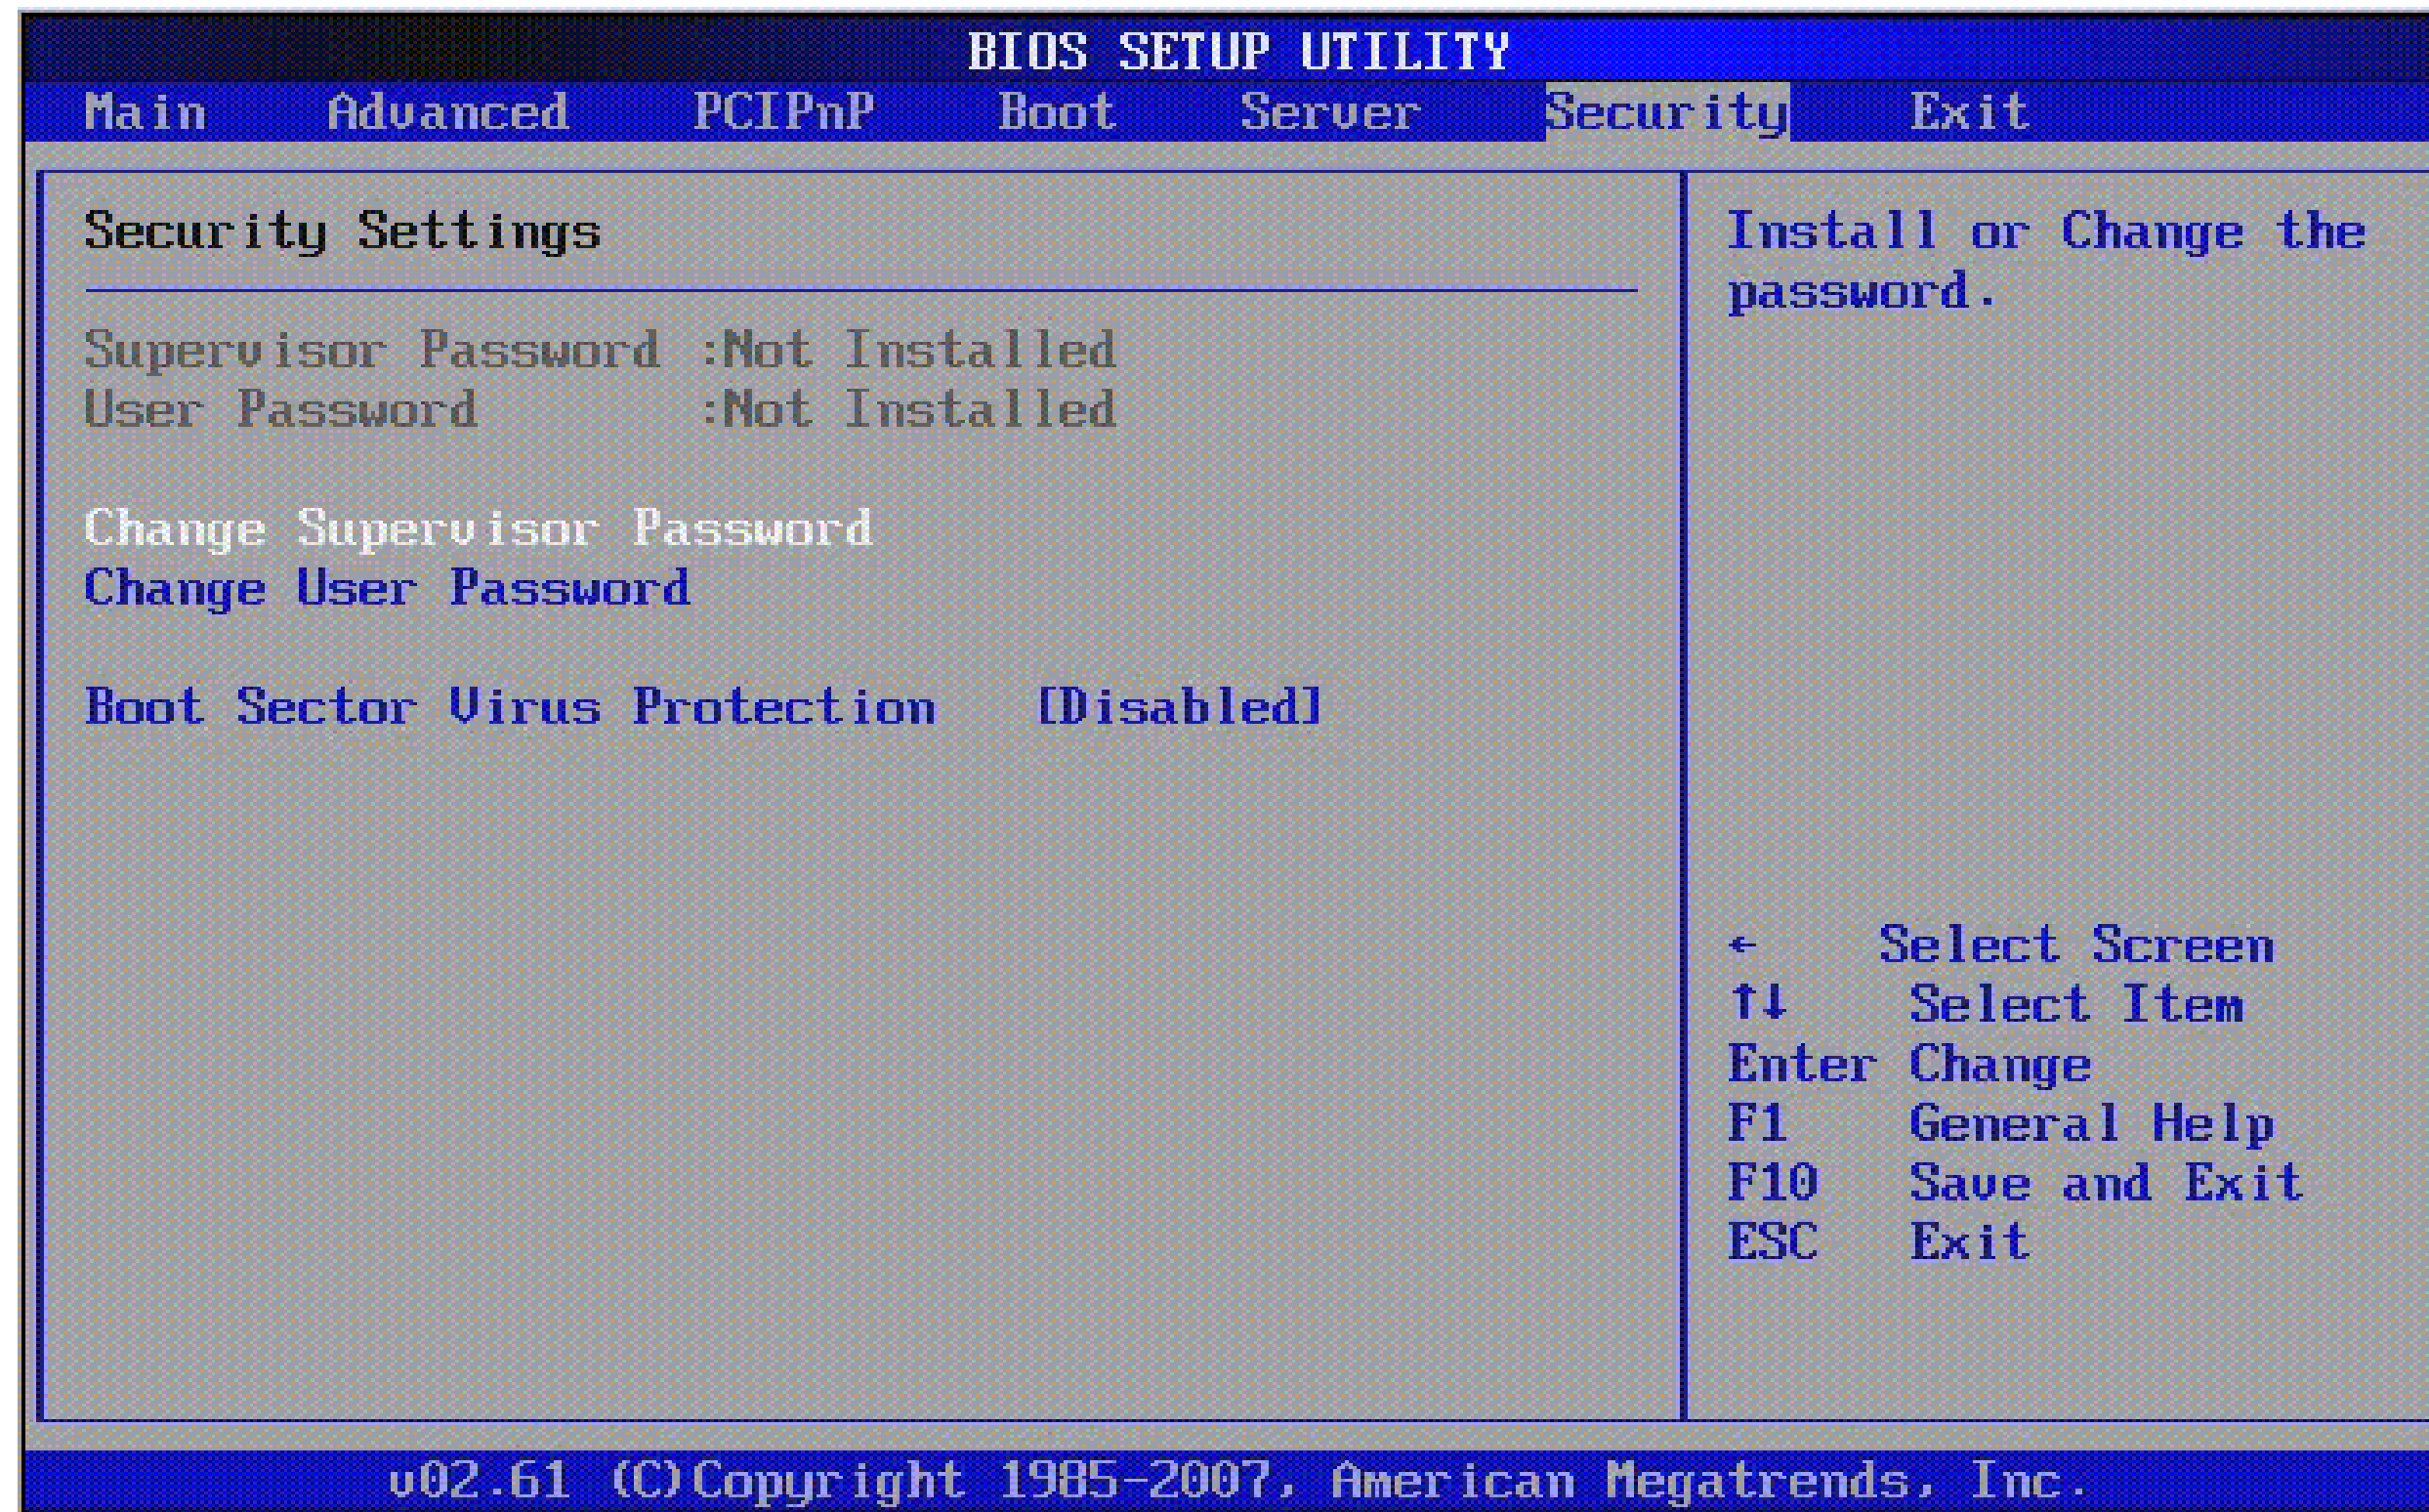 BIOS SETUP UTILITY
Main Advanced PCIPnP Boot Server Security Exit
Security Settings
Supervisor Password :Not Installed
User Password :Not Installed
Change Supervisor Password
Change User Password
Boot Sector Virus Protection [Disabled]
Install or Change the
password.
← Select Screen
↑↓ Select Item
Enter Change
F1 General Help
F10 Save and Exit
ESC Exit
v02.61 (C)Copyright 1985-2007, American Megatrends, Inc.